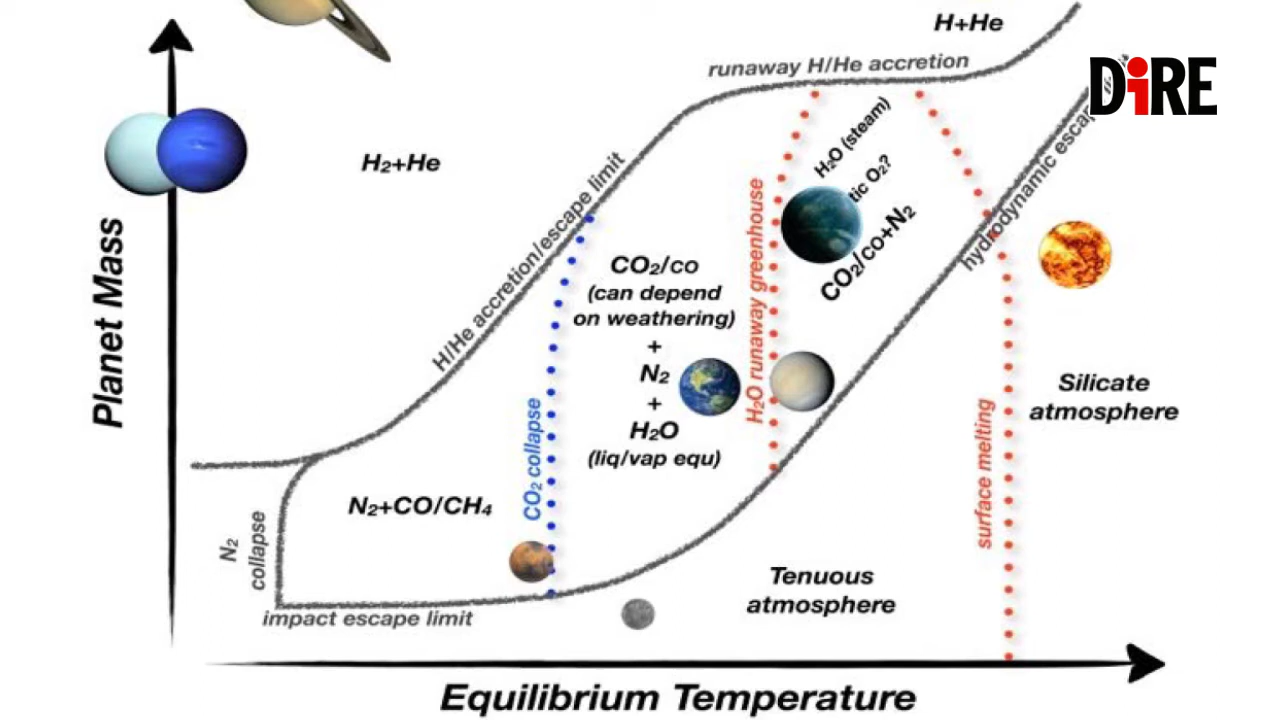 H+He
DiRE
runaway H/He accretion
H₂+He
H₂O (steam)
tic O₂?
CO₂/CO+N₂
H/He accretion/escape limit
hydrodynamic escap
Planet Mass
CO₂/CO
(can depend
on weathering)
+
N₂
+
H₂O
(liq/vap equ)
H₂O runaway greenhouse
CO₂ collapse
Silicate
atmosphere
surface melting
N₂+CO/CH₄
N₂
collapse
Tenuous
atmosphere
impact escape limit
Equilibrium Temperature